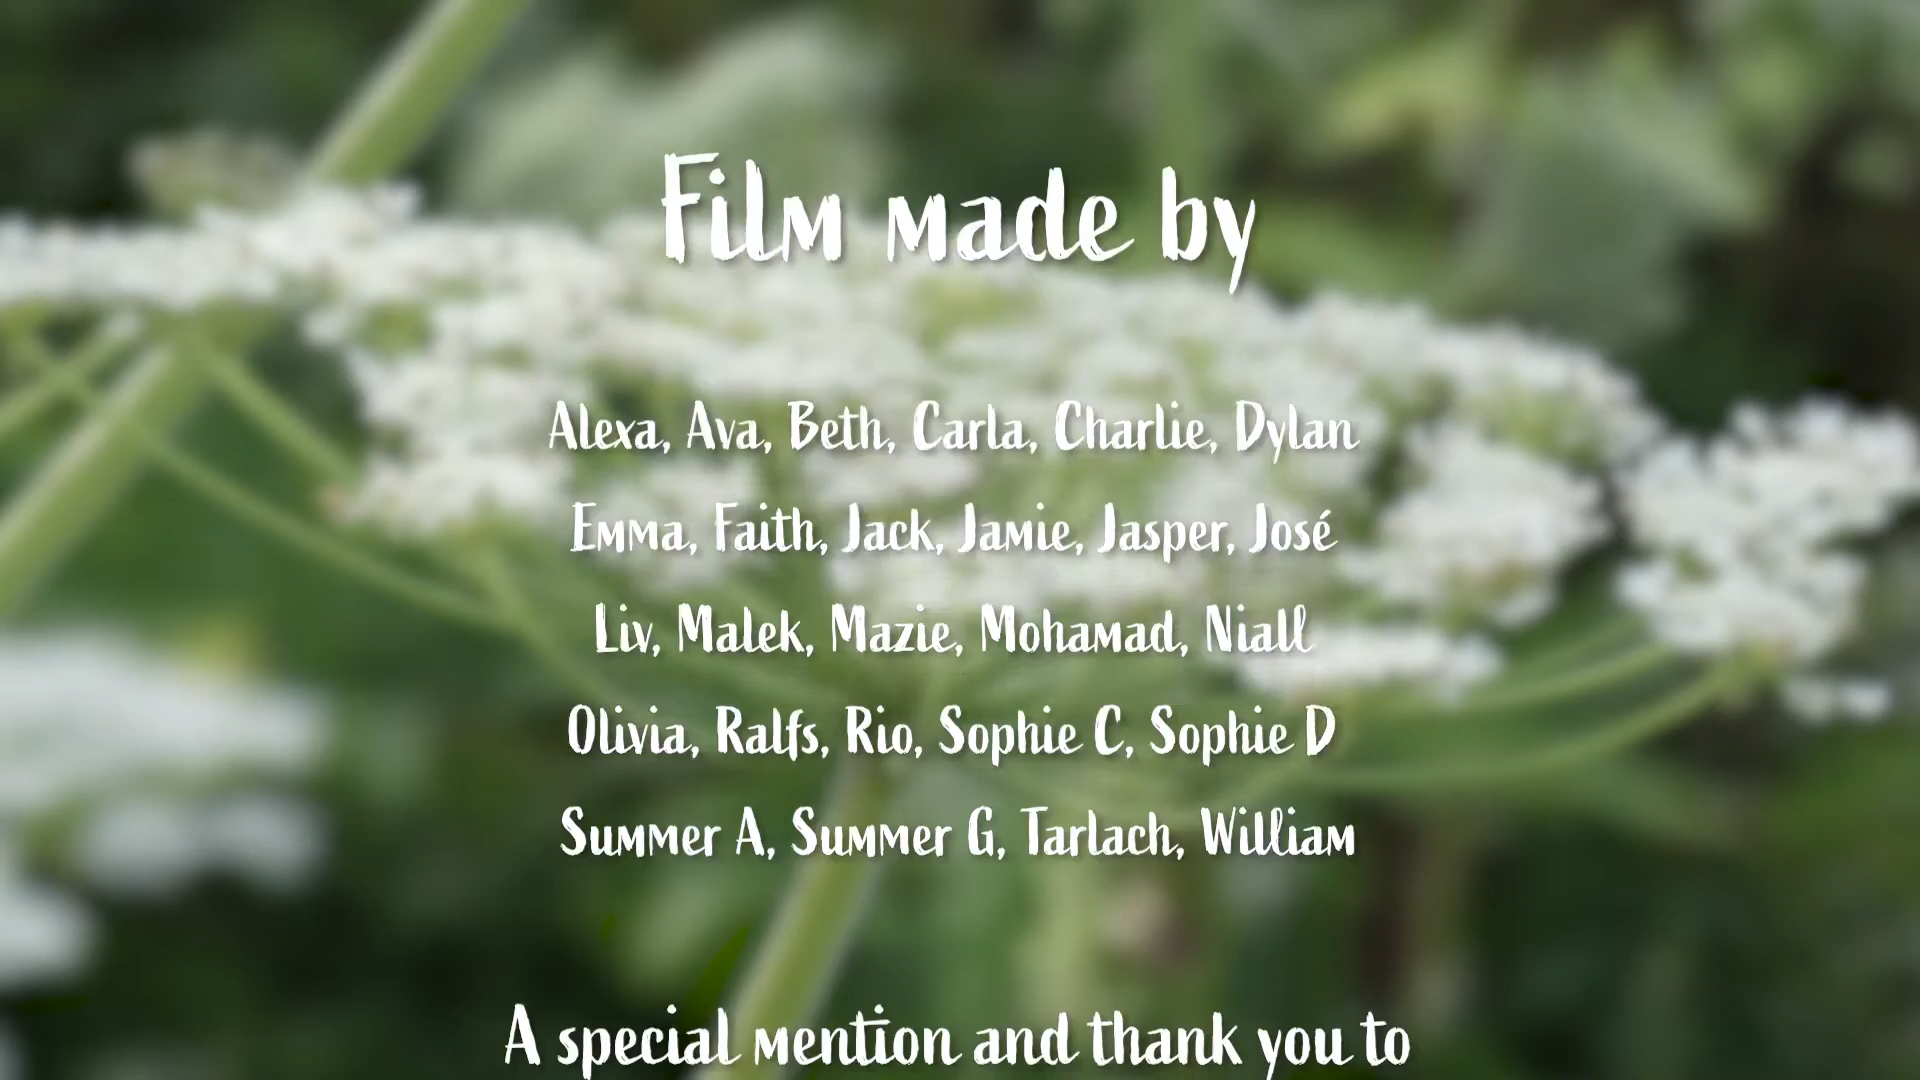 Film made by
Alexa, Ava, Beth, Carla, Charlie, Dylan
Emma, Faith, Jack, Jamie, Jasper, José
Liv, Malek, Mazie, Mohamad, Niall
Olivia, Ralfs, Rio, Sophie C, Sophie D
Summer A, Summer G, Tarlach, William
A special mention and thank you to